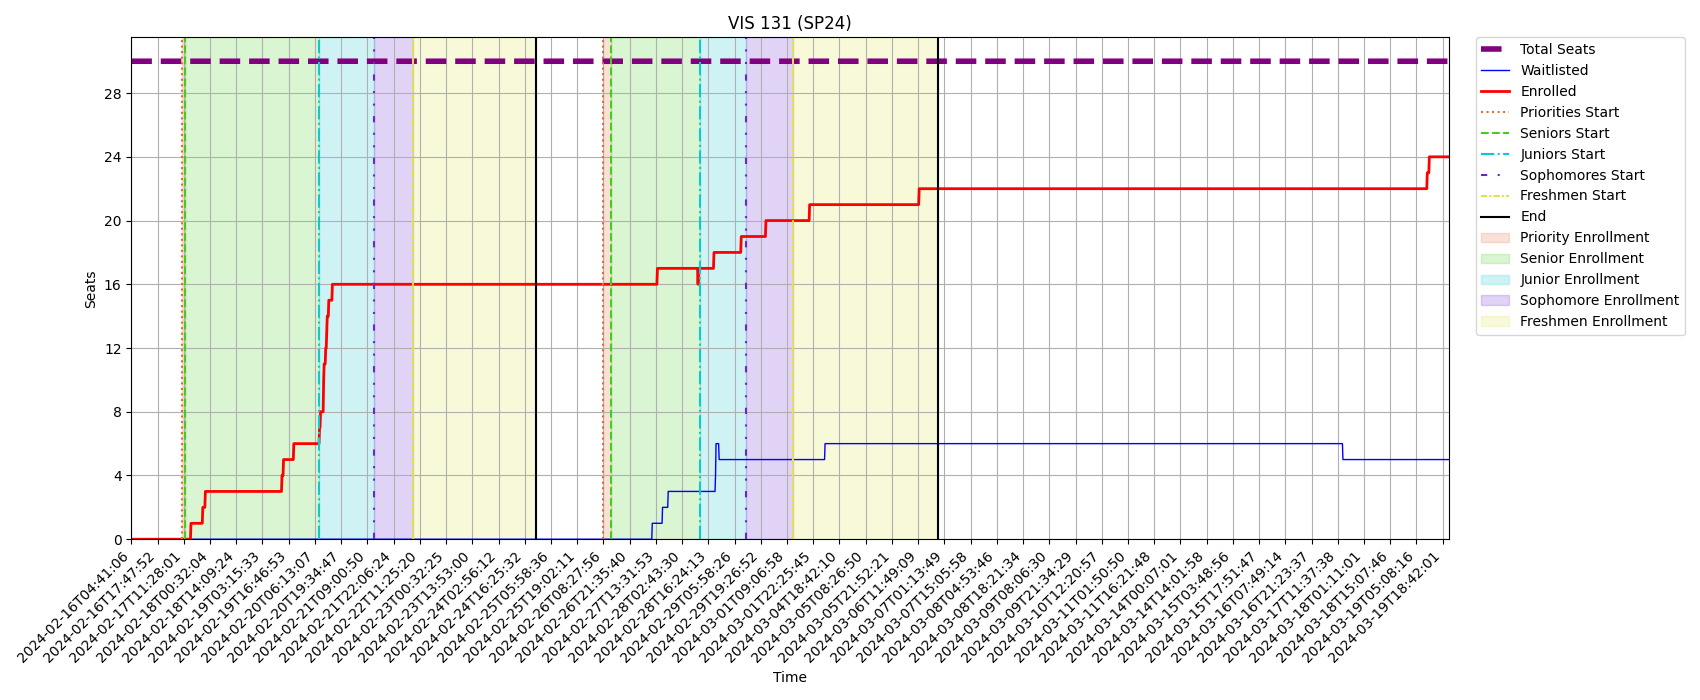 VIS 131 (SP24)
Total Seats
Waitlisted
Enrolled
Priorities Start
Seniors Start
Juniors Start
Sophomores Start
Freshmen Start
End
Priority Enrollment
Senior Enrollment
Junior Enrollment
Sophomore Enrollment
Freshmen Enrollment
Seats
28
24
20
16
12
8
4
0
2024-02-16T04:41:06
2024-02-16T17:47:52
2024-02-17T11:28:01
2024-02-18T00:32:04
2024-02-18T14:09:24
2024-02-19T03:15:33
2024-02-19T16:46:53
2024-02-20T06:13:07
2024-02-20T19:34:47
2024-02-21T09:00:50
2024-02-21T22:06:24
2024-02-22T11:25:20
2024-02-23T00:32:25
2024-02-23T13:53:00
2024-02-24T02:56:12
2024-02-24T16:25:32
2024-02-25T05:58:36
2024-02-25T19:02:11
2024-02-26T08:27:56
2024-02-26T21:35:40
2024-02-27T13:31:53
2024-02-28T02:43:30
2024-02-28T16:24:13
2024-02-29T05:58:26
2024-02-29T19:26:52
2024-03-01T09:06:58
2024-03-01T22:25:45
2024-03-04T18:42:10
2024-03-05T08:26:50
2024-03-05T21:52:21
2024-03-06T11:49:09
2024-03-07T01:13:49
2024-03-07T15:05:58
2024-03-08T04:53:46
2024-03-08T18:21:34
2024-03-09T08:06:30
2024-03-09T21:34:29
2024-03-10T12:20:57
2024-03-11T01:50:50
2024-03-11T16:21:48
2024-03-14T00:07:01
2024-03-14T14:01:58
2024-03-15T03:48:56
2024-03-15T17:51:47
2024-03-16T07:49:14
2024-03-16T21:23:37
2024-03-17T11:37:38
2024-03-18T01:11:01
2024-03-18T15:07:46
2024-03-19T05:08:16
2024-03-19T18:42:01
Time